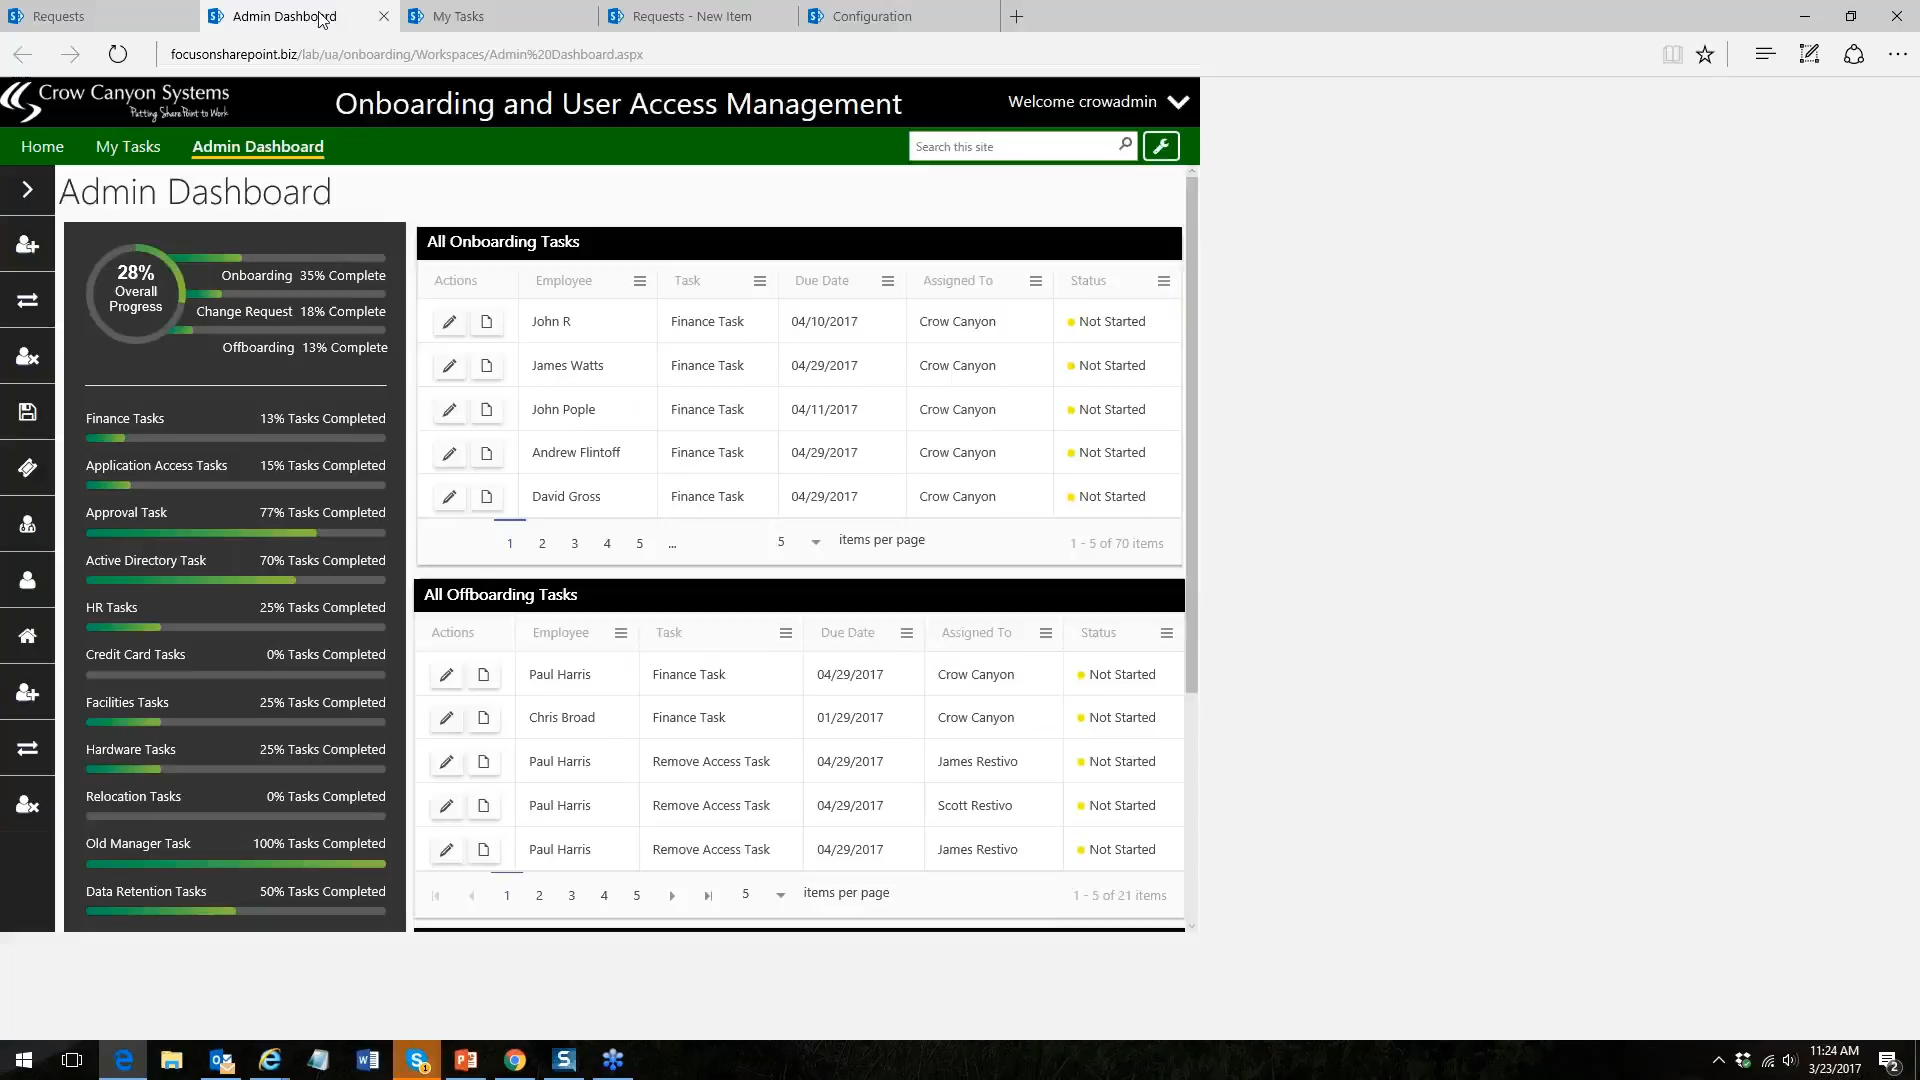 Requests
Admin Dashboard
My Tasks
Requests - New Item
Configuration
focusonsharepoint.biz/lab/ua/onboarding/Workspaces/Admin%20Dashboard.aspx
Crow Canyon Systems
Putting SharePoint to Work
Onboarding and User Access Management
Welcome crowadmin
Home My Tasks Admin Dashboard
Search this site
Admin Dashboard
28%
Overall
Progress
Onboarding 35% Complete
Change Request 18% Complete
Offboarding 13% Complete
Finance Tasks 13% Tasks Completed
Application Access Tasks 15% Tasks Completed
Approval Task 77% Tasks Completed
Active Directory Task 70% Tasks Completed
HR Tasks 25% Tasks Completed
Credit Card Tasks 0% Tasks Completed
Facilities Tasks 25% Tasks Completed
Hardware Tasks 25% Tasks Completed
Relocation Tasks 0% Tasks Completed
Old Manager Task 100% Tasks Completed
Data Retention Tasks 50% Tasks Completed
All Onboarding Tasks
Actions Employee Task Due Date Assigned To Status
John R Finance Task 04/10/2017 Crow Canyon Not Started
James Watts Finance Task 04/29/2017 Crow Canyon Not Started
John Pople Finance Task 04/11/2017 Crow Canyon Not Started
Andrew Flintoff Finance Task 04/29/2017 Crow Canyon Not Started
David Gross Finance Task 04/29/2017 Crow Canyon Not Started
1 2 3 4 5 ... 5 items per page 1 - 5 of 70 items
All Offboarding Tasks
Actions Employee Task Due Date Assigned To Status
Paul Harris Finance Task 04/29/2017 Crow Canyon Not Started
Chris Broad Finance Task 01/29/2017 Crow Canyon Not Started
Paul Harris Remove Access Task 04/29/2017 James Restivo Not Started
Paul Harris Remove Access Task 04/29/2017 Scott Restivo Not Started
Paul Harris Remove Access Task 04/29/2017 James Restivo Not Started
1 2 3 4 5 5 items per page 1 - 5 of 21 items
11:24 AM
3/23/2017
2